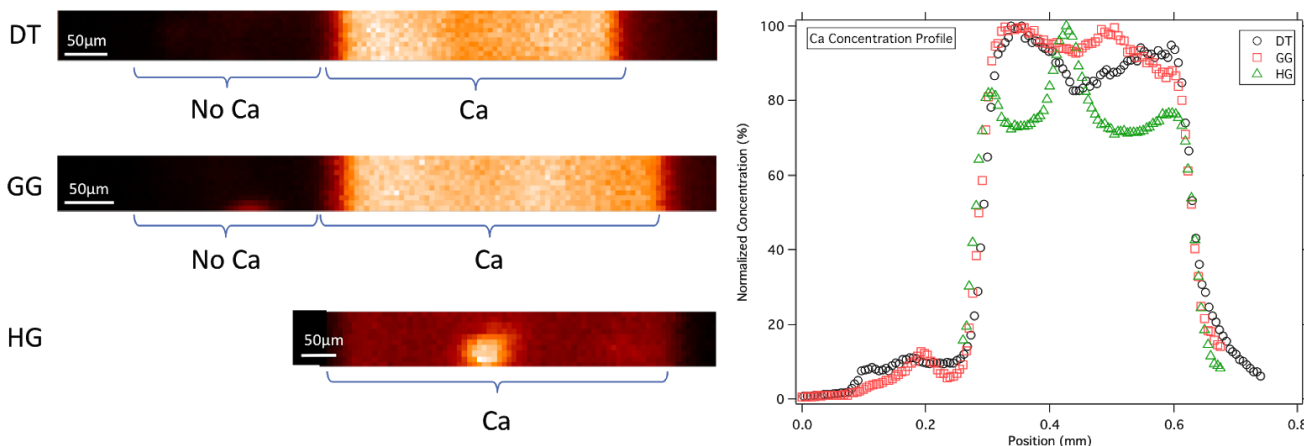 DT
50µm
No Ca
Ca
GG
50µm
No Ca
Ca
HG
50µm
Ca
Ca Concentration Profile
DT
GG
HG
Normalized Concentration (%)
100
80
60
40
20
0
0.0
0.2
0.4
0.6
0.8
Position (mm)